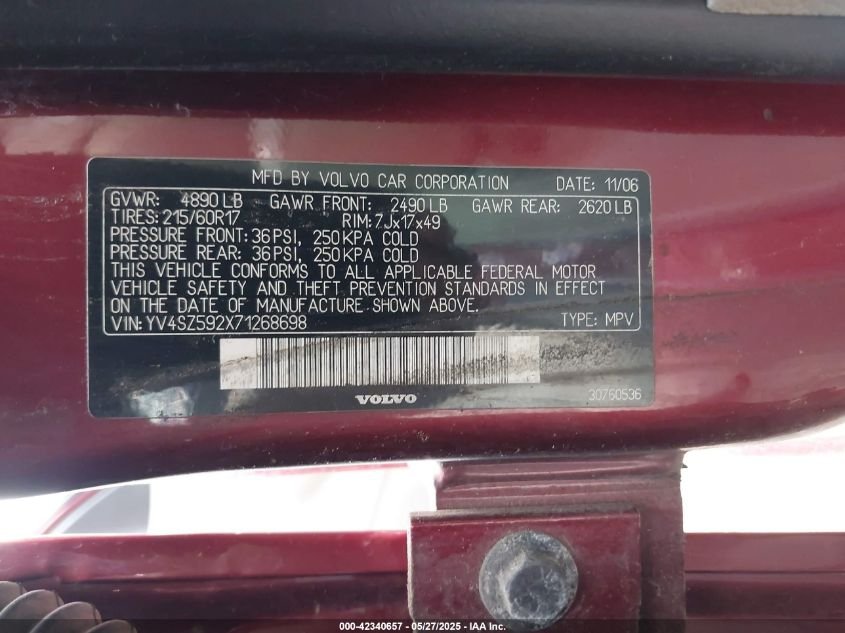 MFD BY VOLVO CAR CORPORATION DATE: 11/06
GVWR: 4890 LB GAWR FRONT: 2490 LB GAWR REAR: 2620 LB
TIRES: 215/60R17 RIM: 7Jx17x49
PRESSURE FRONT: 36 PSI, 250 KPA COLD
PRESSURE REAR: 36 PSI, 250 KPA COLD
THIS VEHICLE CONFORMS TO ALL APPLICABLE FEDERAL MOTOR
VEHICLE SAFETY AND THEFT PREVENTION STANDARDS IN EFFECT
ON THE DATE OF MANUFACTURE SHOWN ABOVE.
VIN: YV4SZ592X71268698 TYPE: MPV
VOLVO 30760536
000-42340657 - 05/27/2025 - IAA Inc.